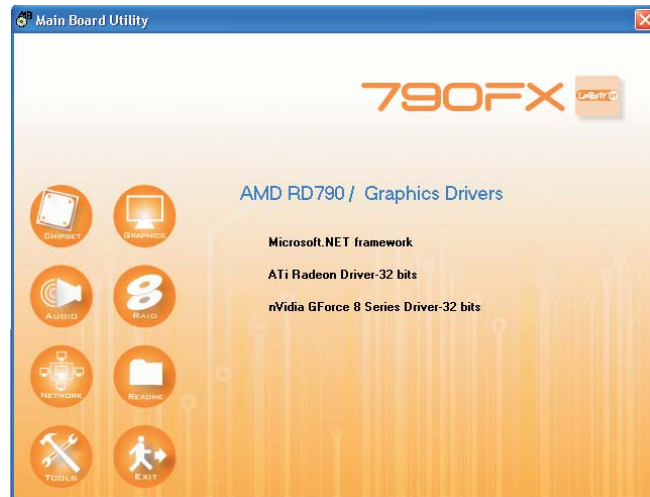 Main Board Utility
790FX
AMD RD790 / Graphics Drivers
Microsoft.NET framework
ATi Radeon Driver-32 bits
nVidia GForce 8 Series Driver-32 bits
CHIPSET
GRAPHICS
AUDIO
RAID
NETWORK
README
TOOLS
EXIT